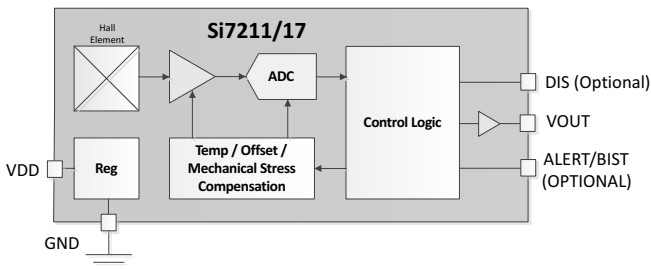 Si7211/17
Hall
Element
ADC
Control Logic
DIS (Optional)
VOUT
ALERT/BIST
(OPTIONAL)
Temp / Offset /
Mechanical Stress
Compensation
VDD
Reg
GND